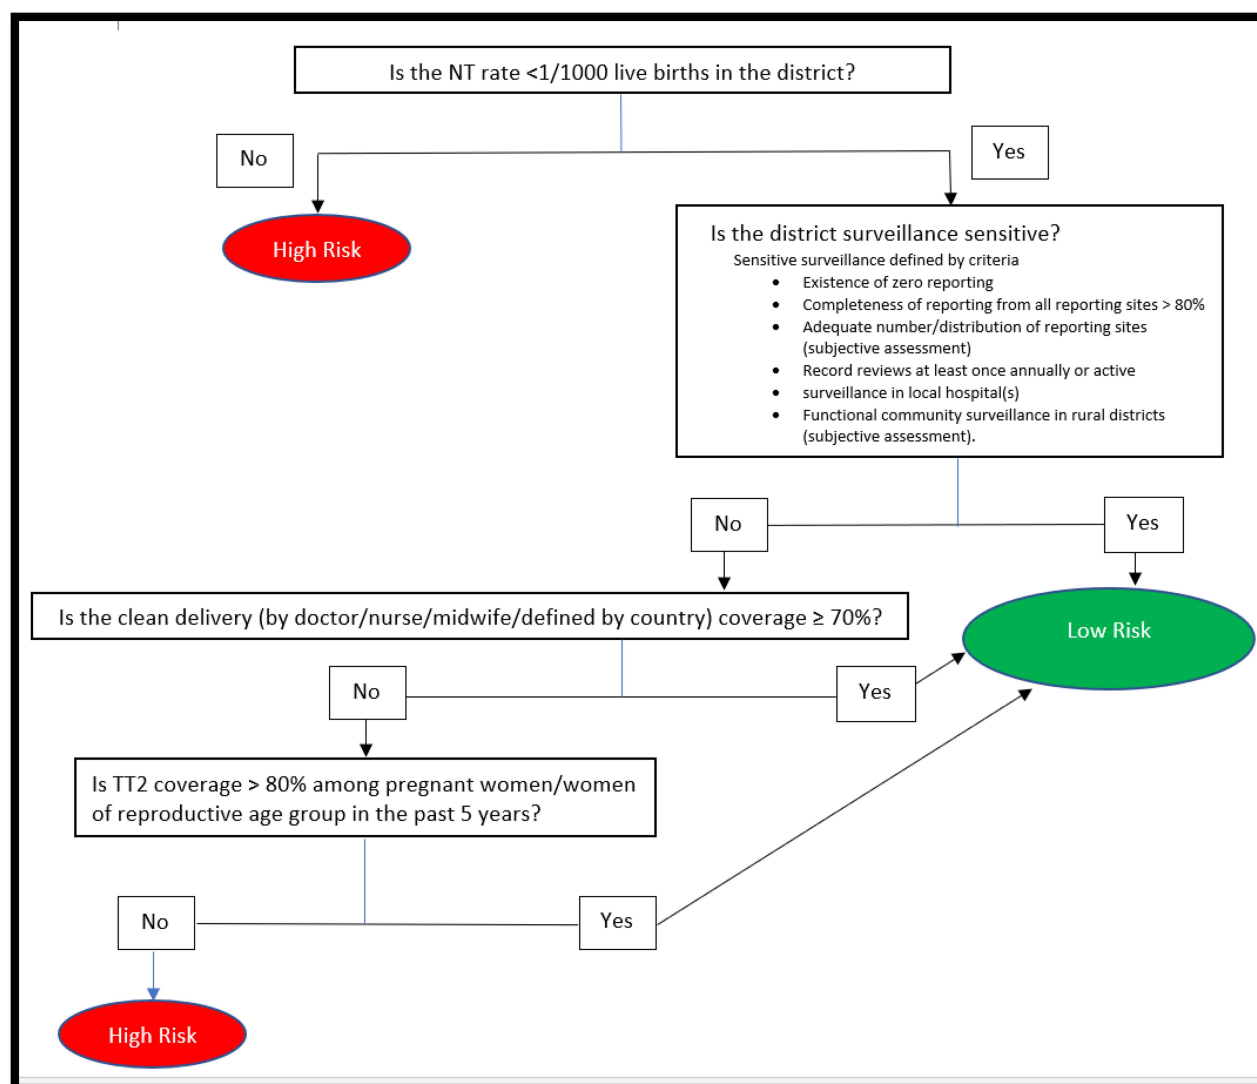 Is the NT rate <1/1000 live births in the district?
No
Yes
High Risk
Is the district surveillance sensitive?
Sensitive surveillance defined by criteria
• Existence of zero reporting
• Completeness of reporting from all reporting sites > 80%
• Adequate number/distribution of reporting sites
(subjective assessment)
• Record reviews at least once annually or active
• surveillance in local hospital(s)
• Functional community surveillance in rural districts
(subjective assessment).
No
Yes
Is the clean delivery (by doctor/nurse/midwife/defined by country) coverage ≥ 70%?
Low Risk
No
Yes
Is TT2 coverage > 80% among pregnant women/women
of reproductive age group in the past 5 years?
No
Yes
High Risk